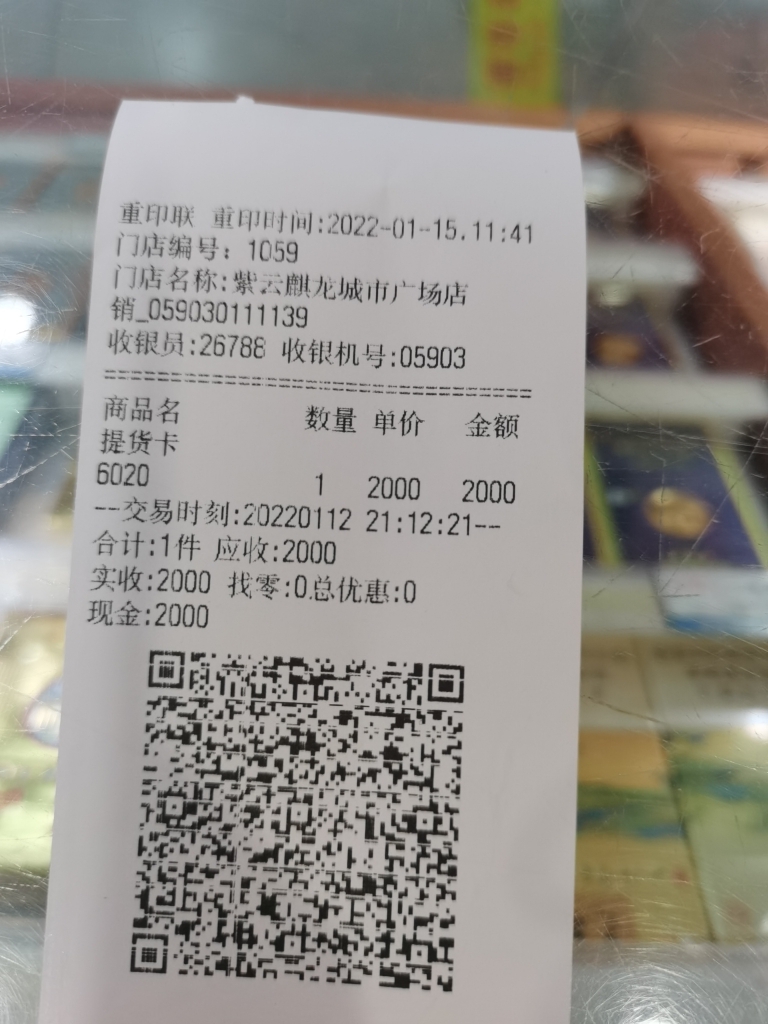 重印联 重印时间:2022-01-15.11:41
门店编号: 1059
门店名称:紫云麒龙城市广场店
销_059030111139
收银员:26788 收银机号:05903
商品名 数量 单价 金额
提货卡
6020 1 2000 2000
--交易时刻:20220112 21:12:21--
合计:1件 应收:2000
实收:2000 找零:0总优惠:0
现金:2000